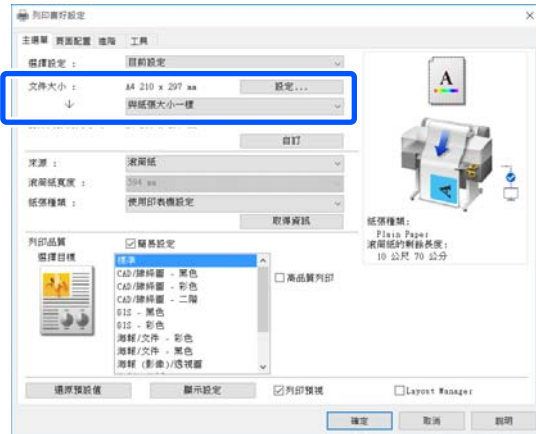 列印喜好設定
主選單 頁面配置 進階 工具
選擇設定 : 目前設定
文件大小 : A4 210 x 297 mm 設定...
↓ 與紙張大小一樣
自訂
來源 : 滾筒紙
滾筒紙寬度 : 594 mm
紙張種類 : 使用印表機設定
取得資訊
紙張種類:
Plain Paper
滾筒紙的剩餘長度:
10 公尺 70 公分
列印品質 簡易設定
選擇目標
標準
CAD/線條圖 - 黑色
CAD/線條圖 - 彩色
CAD/線條圖 - 二階
GIS - 黑色
GIS - 彩色
海報/文件 - 彩色
海報/文件 - 黑色
海報 (影像)/透視圖
高品質列印
還原預設值 顯示設定 列印預視 Layout Manager
確定 取消 說明
A
A